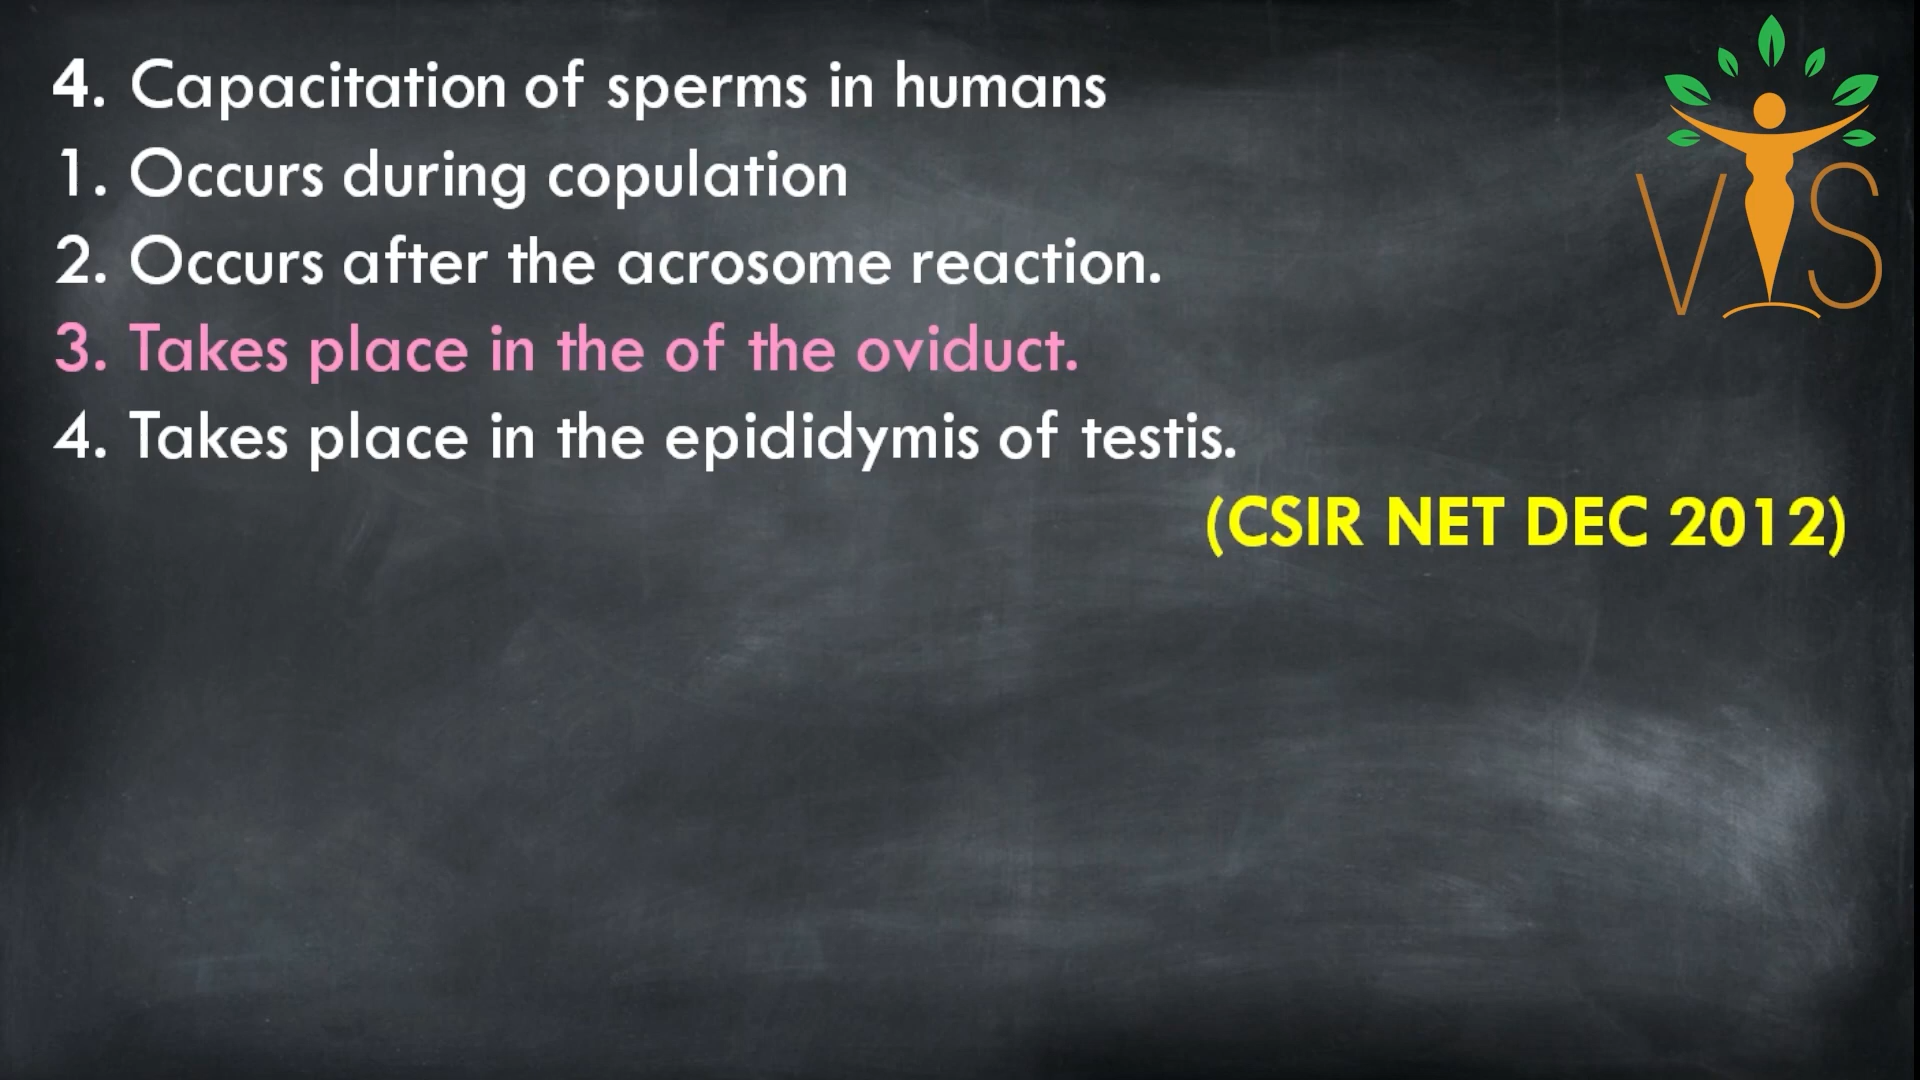 4. Capacitation of sperms in humans
1. Occurs during copulation
2. Occurs after the acrosome reaction.
3. Takes place in the of the oviduct.
4. Takes place in the epididymis of testis.
(CSIR NET DEC 2012)
VIS